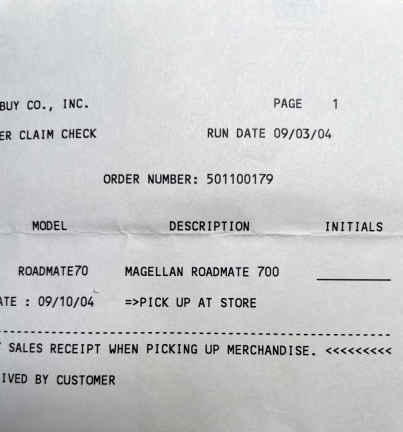 BUY CO., INC. PAGE 1
ER CLAIM CHECK RUN DATE 09/03/04
ORDER NUMBER: 501100179
MODEL DESCRIPTION INITIALS
ROADMATE70 MAGELLAN ROADMATE 700
ATE : 09/10/04 =>PICK UP AT STORE
SALES RECEIPT WHEN PICKING UP MERCHANDISE. <<<<<<<<<
IVED BY CUSTOMER